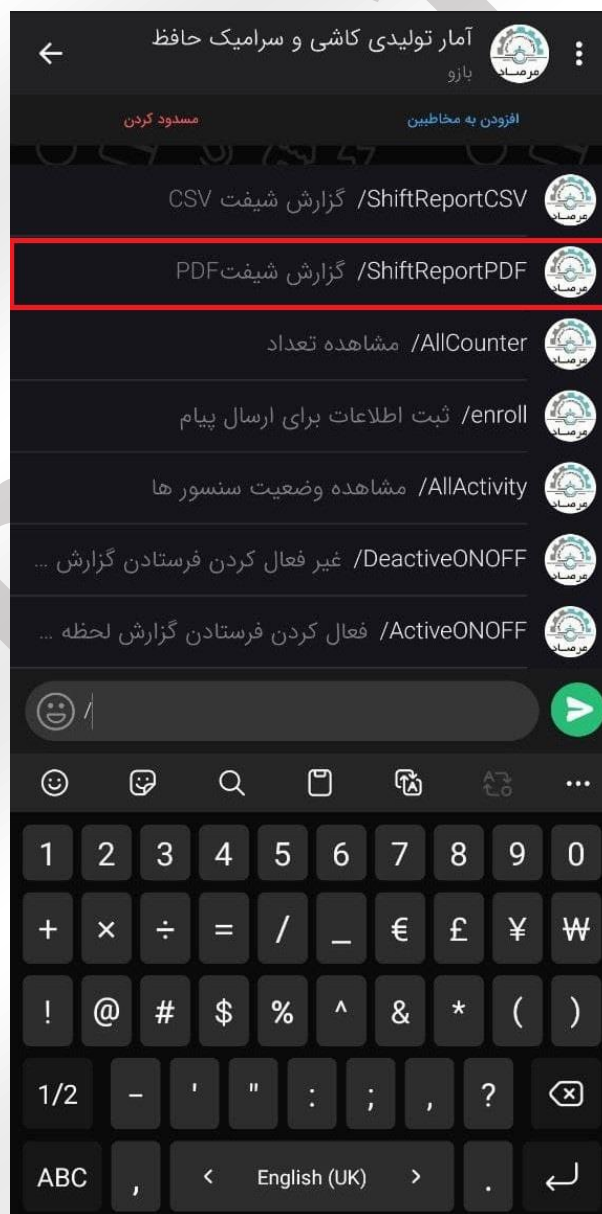 آمار تولیدی کاشی و سرامیک حافظ
بازو
افزودن به مخاطبین
مسدود کردن
/ShiftReportCSV گزارش شیفت CSV
/ShiftReportPDF گزارش شیفتPDF
/AllCounter مشاهده تعداد
/enroll ثبت اطلاعات برای ارسال پیام
/AllActivity مشاهده وضعیت سنسور ها
/DeactiveONOFF غیر فعال کردن فرستادن گزارش ...
/ActiveONOFF فعال کردن فرستادن گزارش لحظه ...
مرصاد
/
1 2 3 4 5 6 7 8 9 0
+ × ÷ = / _ € £ ¥ ₩
! @ # $ % ^ & * ( )
1/2 - ' " : ; , ?
ABC , < English (UK) > .